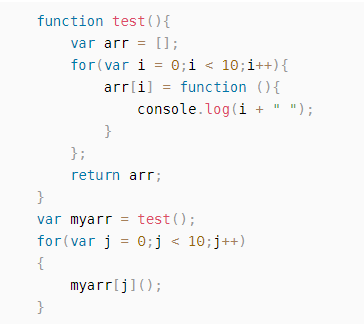 function test(){
    var arr = [];
    for(var i = 0;i < 10;i++){
        arr[i] = function (){
            console.log(i + " ");
        }
    };
    return arr;
}
var myarr = test();
for(var j = 0;j < 10;j++)
{
    myarr[j]();
}